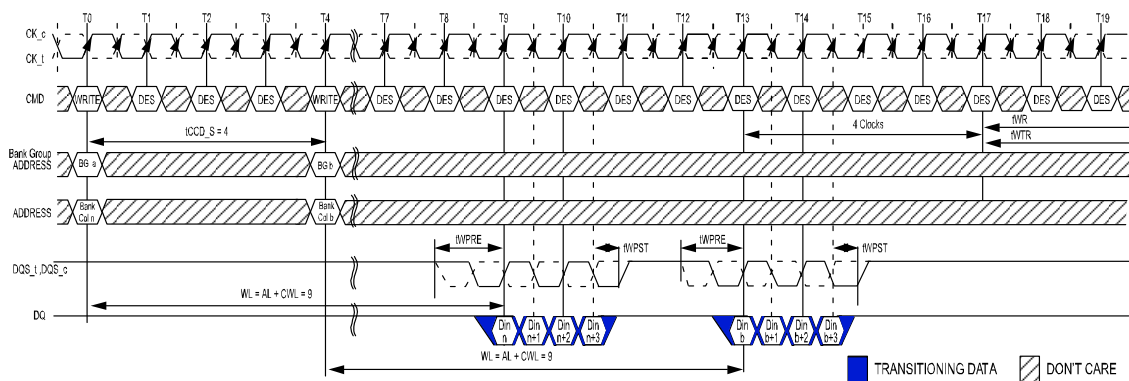 T0 T1 T2 T3 T4 T7 T8 T9 T10 T11 T12 T13 T14 T15 T16 T17 T18 T19
CK_c
CK_t
CMD WRITE DES DES DES WRITE DES DES DES DES DES DES DES DES DES DES DES DES DES
tCCD_S = 4
4 Clocks
tWR
tWTR
Bank Group
ADDRESS
BG a BG b
ADDRESS
Bank
Col n
Bank
Col b
tWPRE tWPST tWPRE tWPST
DQS_t ,DQS_c
WL = AL + CWL = 9
DQ
Din
n
Din
n+1
Din
n+2
Din
n+3
Din
b
Din
b+1
Din
b+2
Din
b+3
WL = AL + CWL = 9
TRANSITIONING DATA DON'T CARE